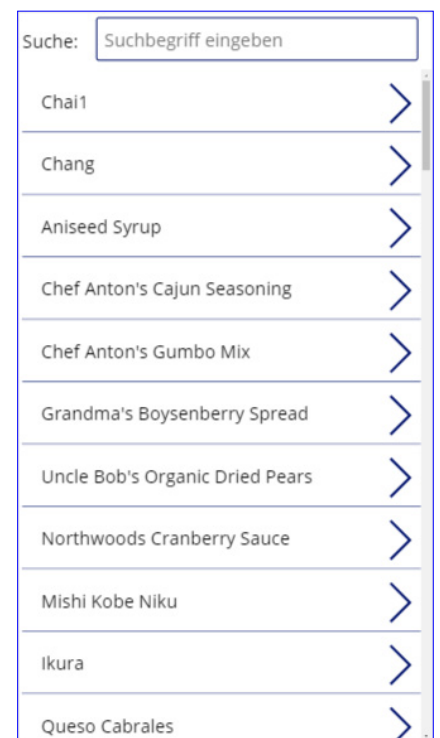 Suche: Suchbegriff eingeben
Chai1
Chang
Aniseed Syrup
Chef Anton's Cajun Seasoning
Chef Anton's Gumbo Mix
Grandma's Boysenberry Spread
Uncle Bob's Organic Dried Pears
Northwoods Cranberry Sauce
Mishi Kobe Niku
Ikura
Queso Cabrales